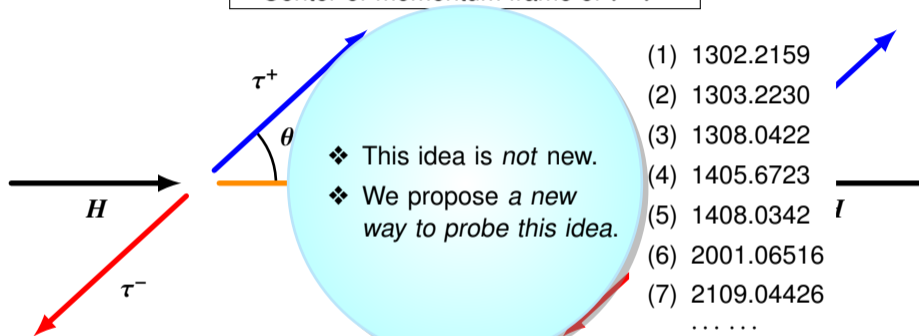 τ⁺
θ
H
τ⁻
❖ This idea is not new.
❖ We propose a new
way to probe this idea.
(1) 1302.2159
(2) 1303.2230
(3) 1308.0422
(4) 1405.6723
(5) 1408.0342
(6) 2001.06516
(7) 2109.04426
... ...